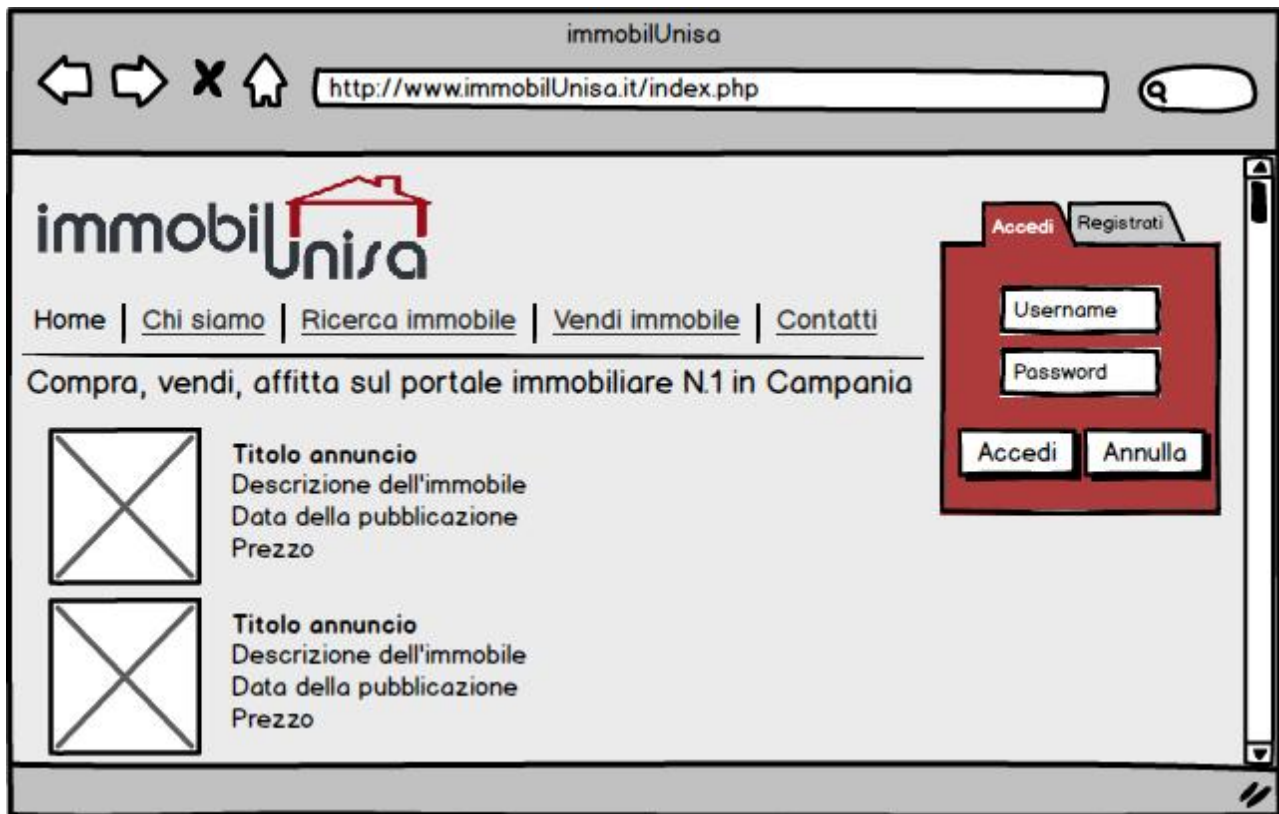 immobilUnisa
http://www.immobilUnisa.it/index.php
immobilUnisa
Accedi Registrati
Home Chi siamo Ricerca immobile Vendi immobile Contatti
Username
Password
Accedi Annulla
Compra, vendi, affitta sul portale immobiliare N.1 in Campania
Titolo annuncio
Descrizione dell'immobile
Data della pubblicazione
Prezzo
Titolo annuncio
Descrizione dell'immobile
Data della pubblicazione
Prezzo